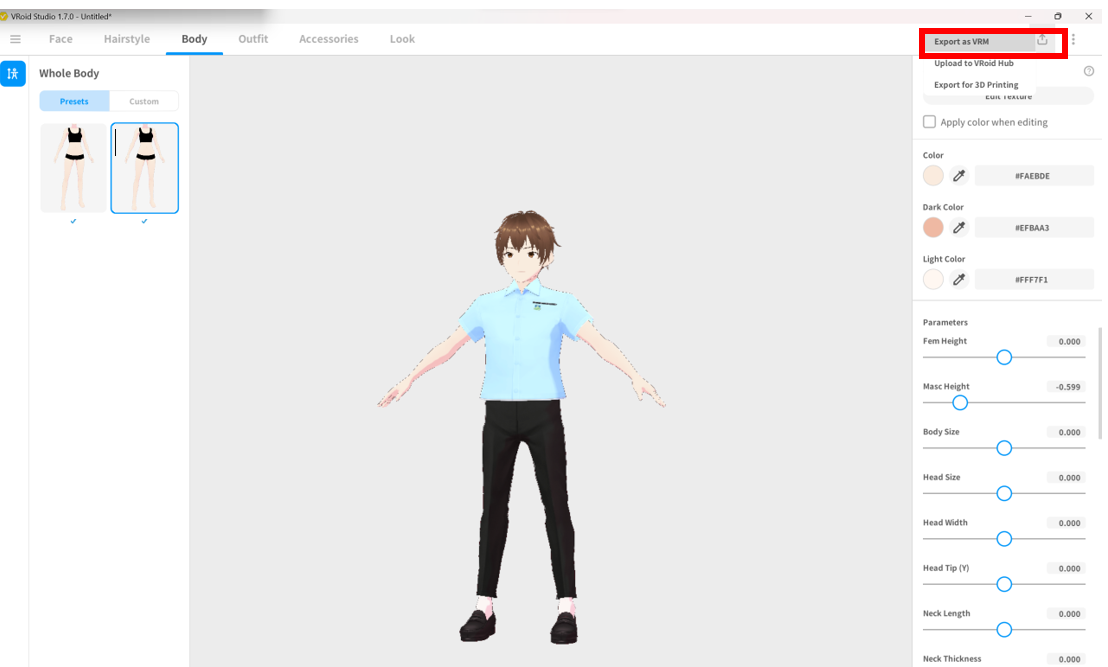 VRoid Studio 1.7.0 - Untitled*
Face Hairstyle Body Outfit Accessories Look
Export as VRM
Upload to VRoid Hub
Export for 3D Printing
Edit Texture
Whole Body
Presets Custom
Apply color when editing
Color
#FAEBDE
Dark Color
#EFBAA3
Light Color
#FFF7F1
Parameters
Fem Height 0.000
Masc Height -0.599
Body Size 0.000
Head Size 0.000
Head Width 0.000
Head Tip (Y) 0.000
Neck Length 0.000
Neck Thickness 0.000